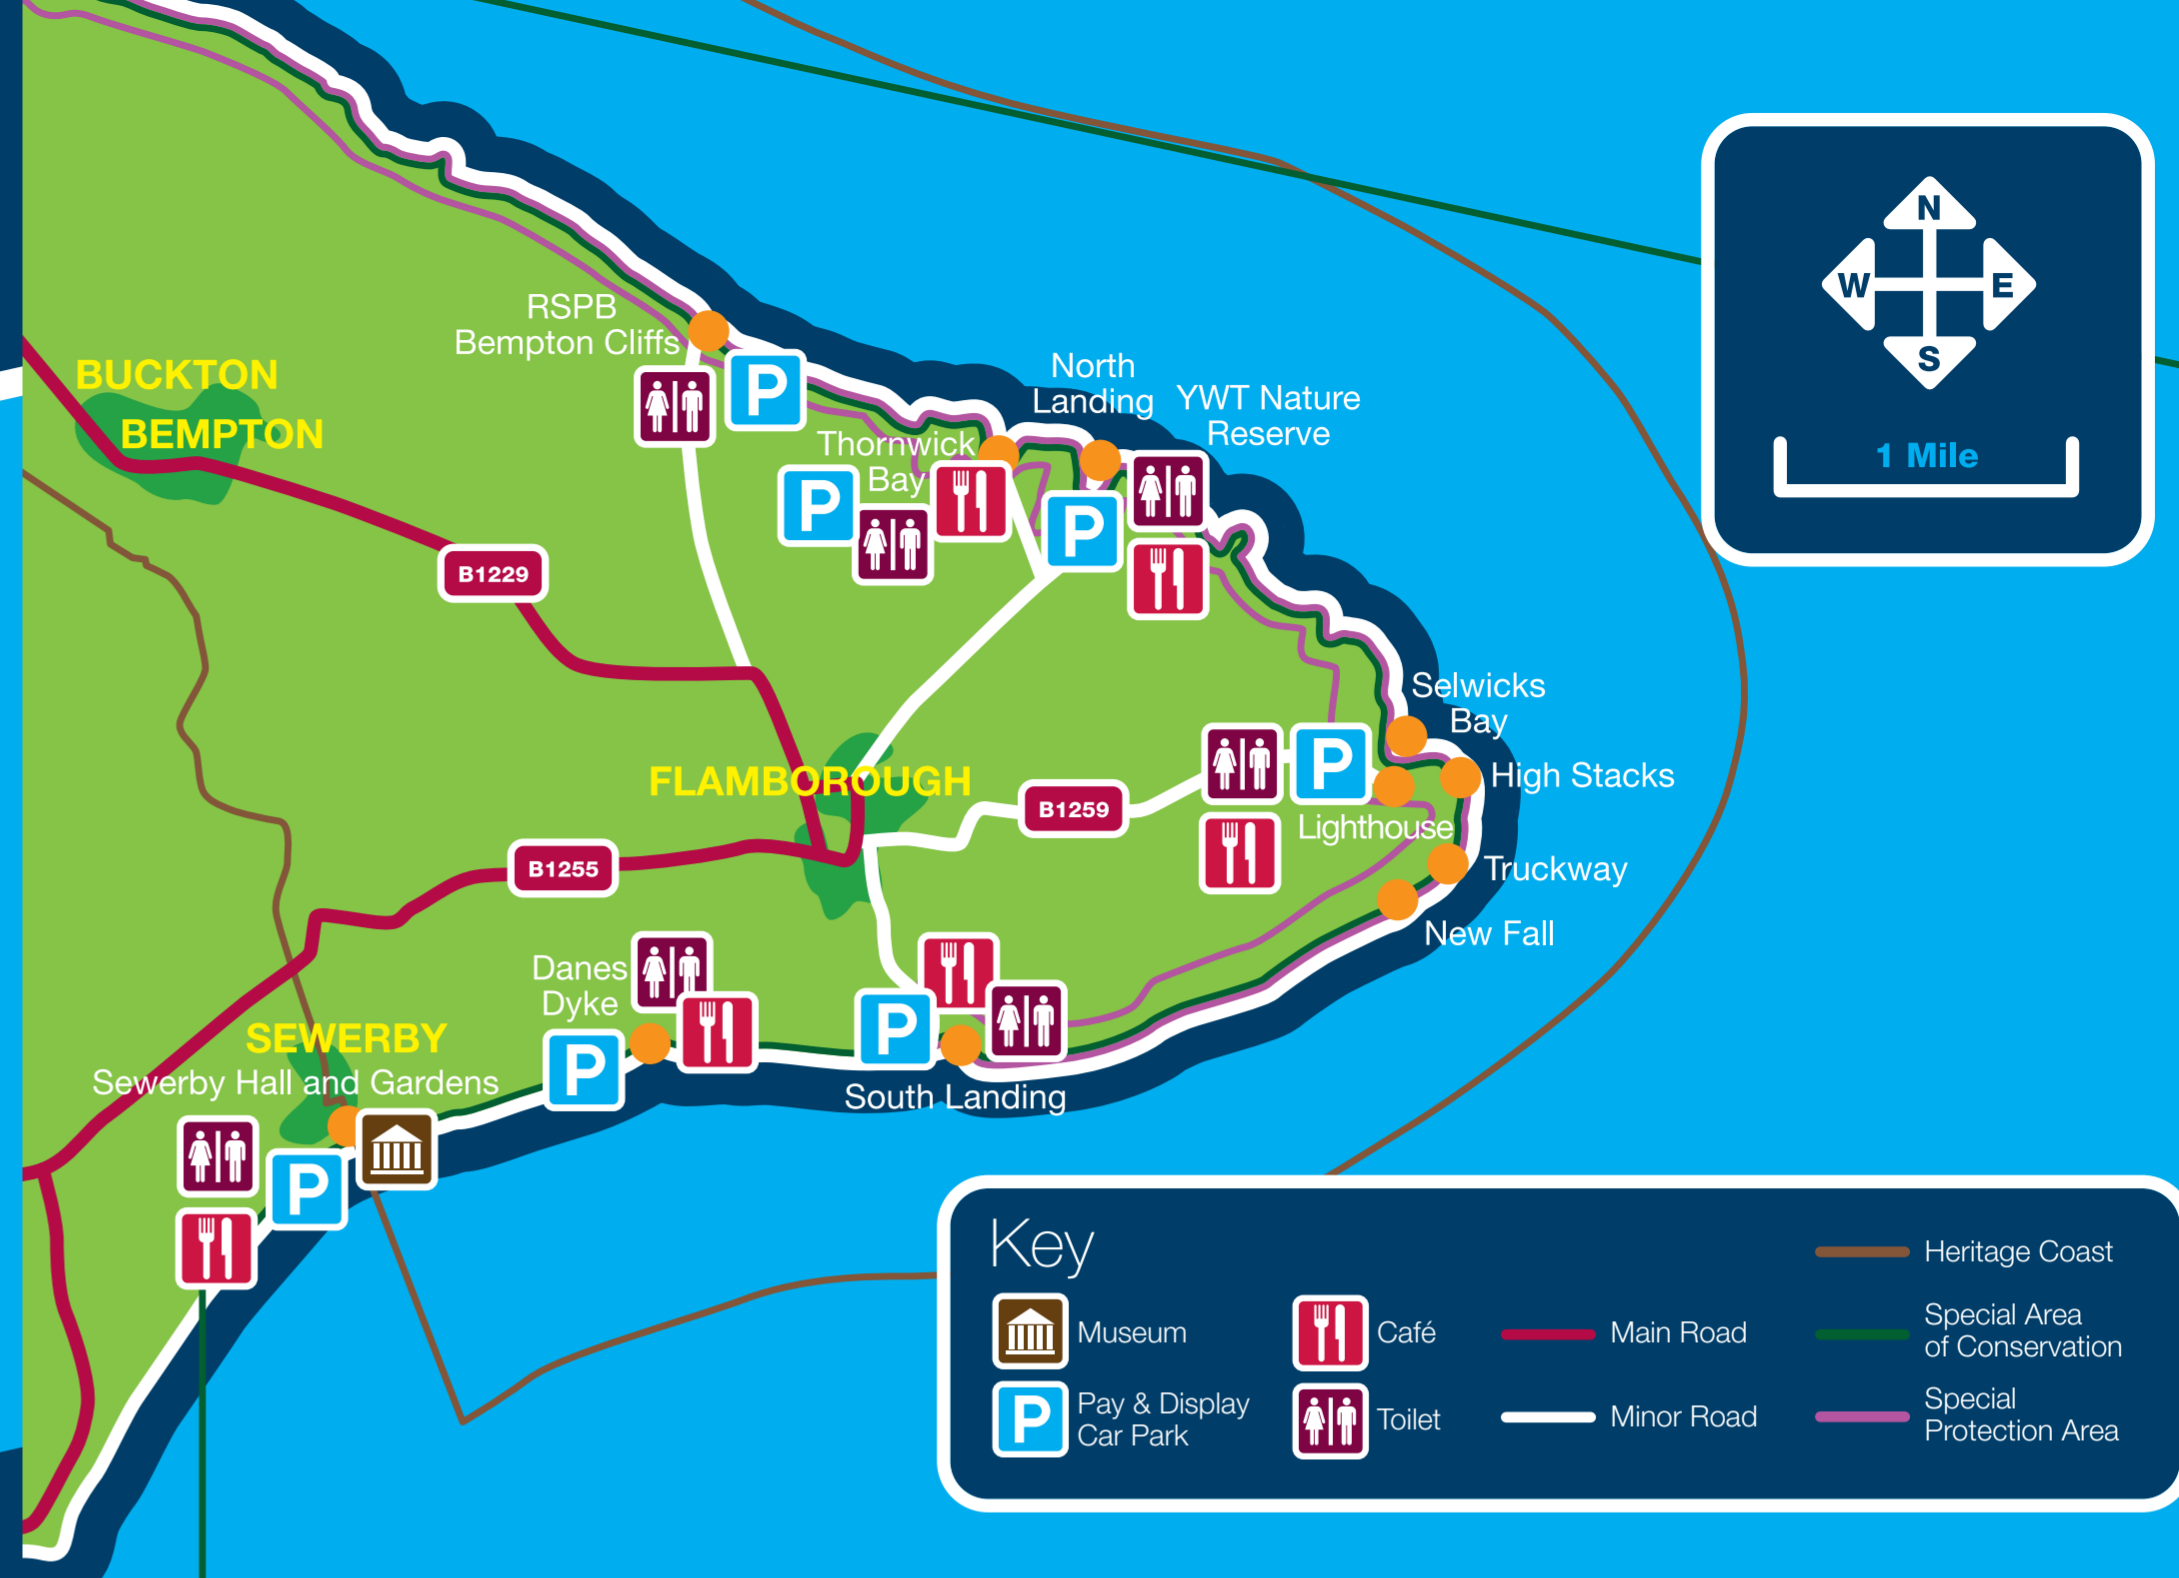 N
W
E
S
1 Mile
RSPB
Bempton Cliffs
P
North
Landing
YWT Nature
Reserve
BUCKTON
BEMPTON
Thornwick
Bay
P
P
B1229
Selwicks
Bay
FLAMBOROUGH
P
High Stacks
B1259
Lighthouse
B1255
Truckway
New Fall
Danes
Dyke
P
P
South Landing
SEWERBY
Sewerby Hall and Gardens
P
Key
Museum
Café
Main Road
Heritage Coast
Special Area
of Conservation
P
Pay & Display
Car Park
Toilet
Minor Road
Special
Protection Area